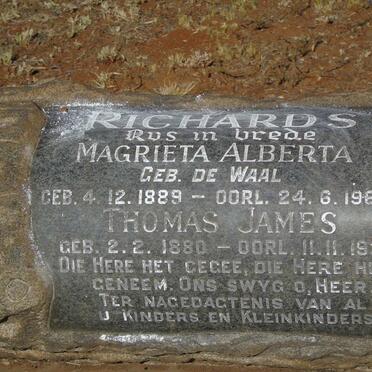 RICHARDS
Rus in vrede
MAGRIETA ALBERTA
GEB. DE WAAL
GEB. 4.12.1889 – OORL. 24.6.19
THOMAS JAMES
GEB. 2.2.1880 – OORL. 11.11.19
DIE HERE HET GEGEE, DIE HERE HE
GENEEM. ONS SWYG O, HEER
TER NAGEDAGTENIS VAN AL
U KINDERS EN KLEINKINDERS